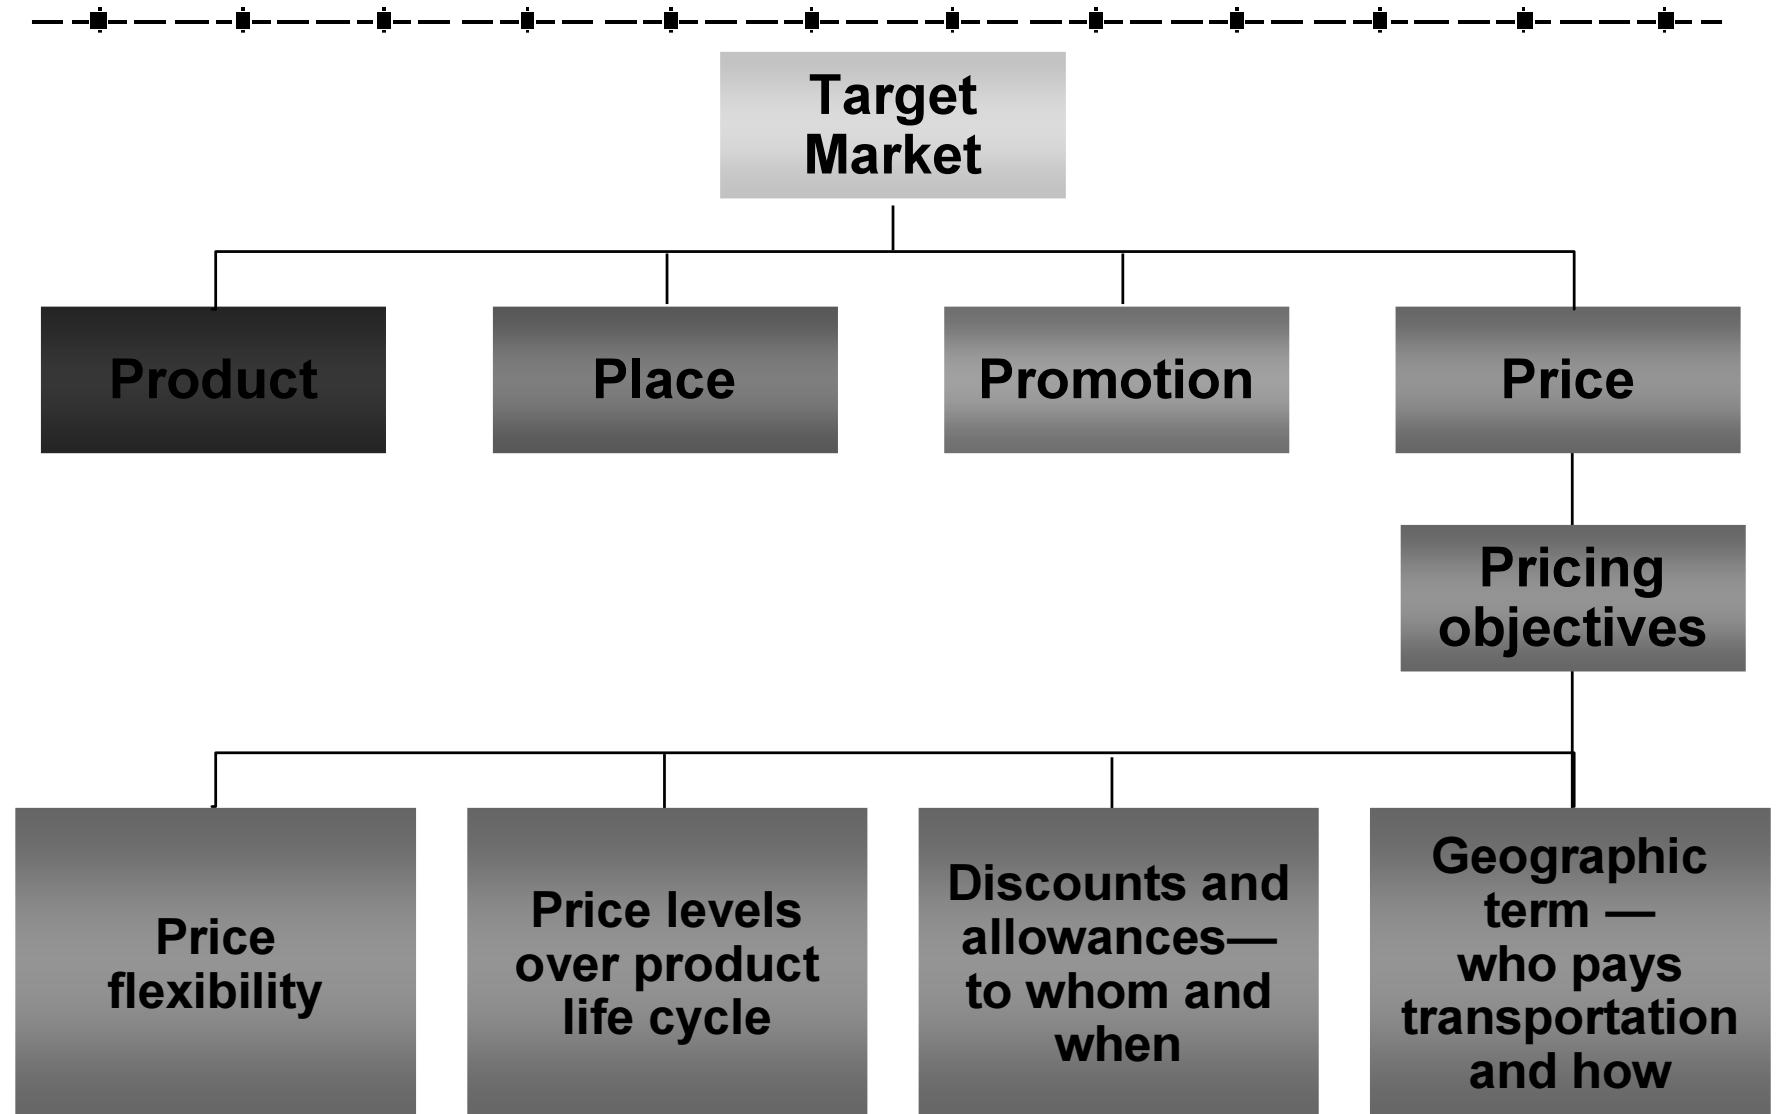 Target
Market
Product
Place
Promotion
Price
Pricing
objectives
Price
flexibility
Price levels
over product
life cycle
Discounts and
allowances—
to whom and
when
Geographic
term —
who pays
transportation
and how